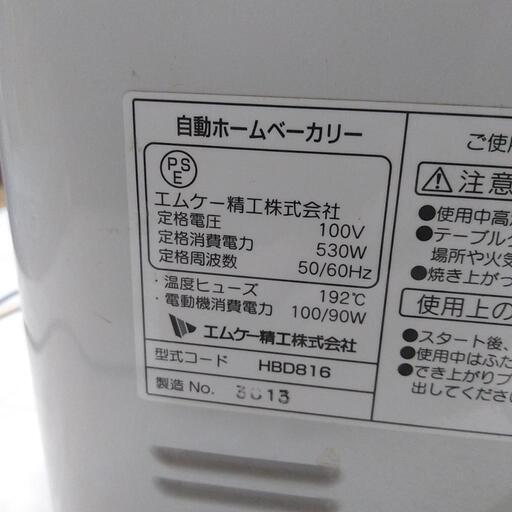 自動ホームベーカリー
PSE
エムケー精工株式会社
定格電圧 100V
定格消費電力 530W
定格周波数 50/60Hz
・温度ヒューズ 192℃
・電動機消費電力 100/90W
エムケー精工株式会社
型式コード HBD816
製造 No. 3013
ご使用
注意
●使用中高
●テーブル
場所や火気
●焼き上がっ
使用上の
●スタート後、
●使用中はふた
●でき上がりブ
出してください